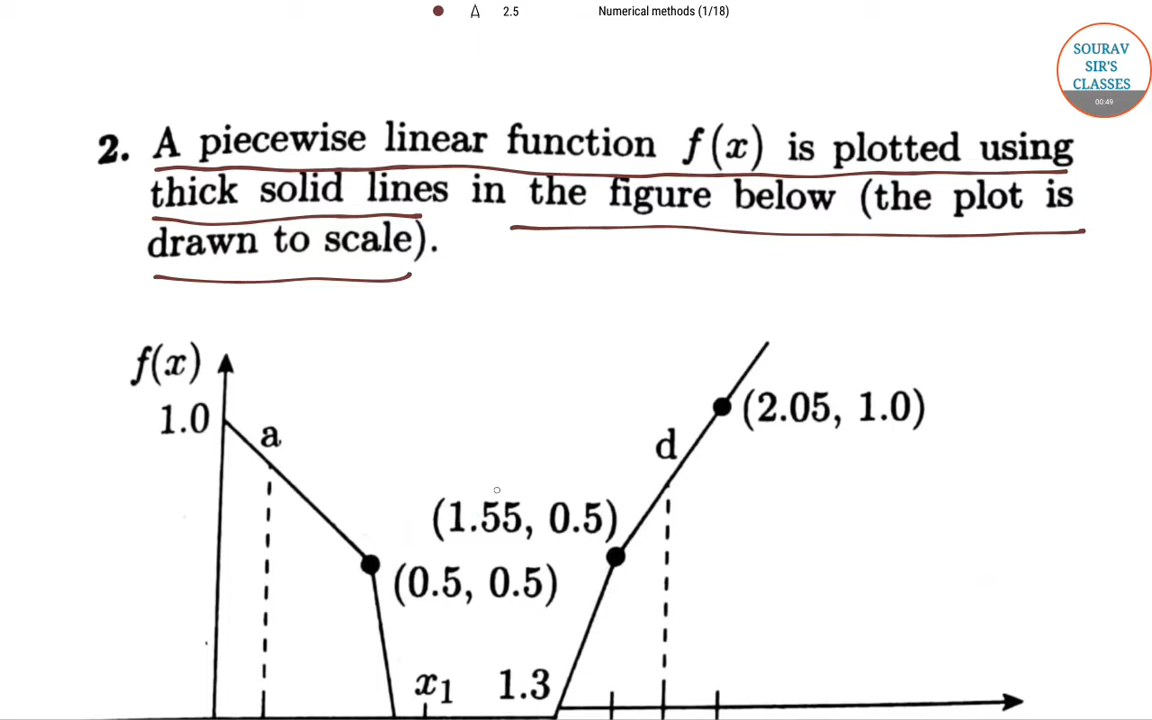 2.5 Numerical methods (1/18)
SOURAV
SIR'S
CLASSES
00:49
2. A piecewise linear function f(x) is plotted using
thick solid lines in the figure below (the plot is
drawn to scale).
f(x)
1.0
a
(2.05, 1.0)
d
(1.55, 0.5)
(0.5, 0.5)
x₁
1.3